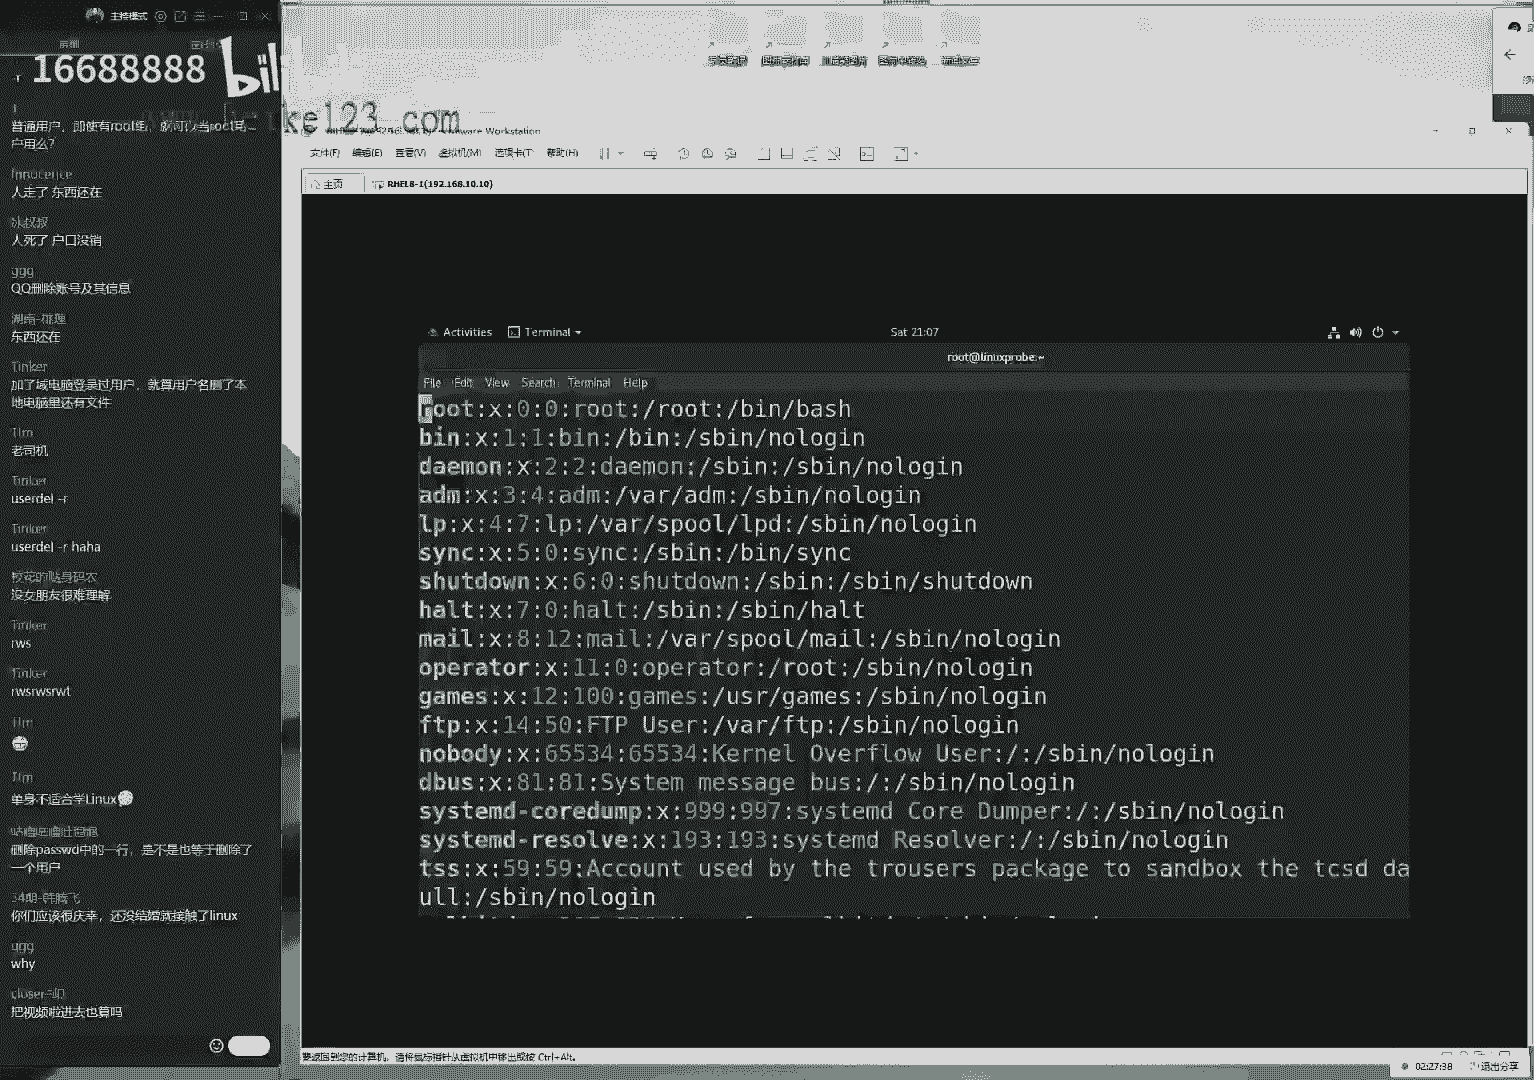 主持模式
16688888
bili
ke123.com
普通用户，即使有root组，就可以当root用
户用么？
Innocence
人走了 东西还在
冰叔叔
人死了 户口没销
ggg
QQ删除账号及其信息
东西还在
Tinker
加了域电脑登录过用户，就算用户名删了本
地电脑里还有文件
Tim
老司机
Tinker
userdel -r
Tinker
userdel -r haha
校花的贴身码农
没女朋友很难理解
Tinker
rws
Tinker
rwsrwsrwt
Tim
单身不适合学Linux
删除passwd中的一行，是不是也等于删除了
一个用户
34期-韩腾飞
你们应该很庆幸，还没结婚就接触了linux
ggg
why
把视频啦进去也算吗
Workstation
文件(F) 编辑(E) 查看(V) 虚拟机(M) 选项卡(T) 帮助(H)
主页 RHEL8-1(192.168.10.10)
Activities Terminal Sat 21:07
root@linuxprobe:~
File Edit View Search Terminal Help
root:x:0:0:root:/root:/bin/bash
bin:x:1:1:bin:/bin:/sbin/nologin
daemon:x:2:2:daemon:/sbin:/sbin/nologin
adm:x:3:4:adm:/var/adm:/sbin/nologin
lp:x:4:7:lp:/var/spool/lpd:/sbin/nologin
sync:x:5:0:sync:/sbin:/bin/sync
shutdown:x:6:0:shutdown:/sbin:/sbin/shutdown
halt:x:7:0:halt:/sbin:/sbin/halt
mail:x:8:12:mail:/var/spool/mail:/sbin/nologin
operator:x:11:0:operator:/root:/sbin/nologin
games:x:12:100:games:/usr/games:/sbin/nologin
ftp:x:14:50:FTP User:/var/ftp:/sbin/nologin
nobody:x:65534:65534:Kernel Overflow User:/:/sbin/nologin
dbus:x:81:81:System message bus:/:/sbin/nologin
systemd-coredump:x:999:997:systemd Core Dumper:/:/sbin/nologin
systemd-resolve:x:193:193:systemd Resolver:/:/sbin/nologin
tss:x:59:59:Account used by the trousers package to sandbox the tcsd da
ull:/sbin/nologin
要返回到您的计算机，请将鼠标指针从虚拟机中移出或按 Ctrl+Alt。
02:27:38 退出分享